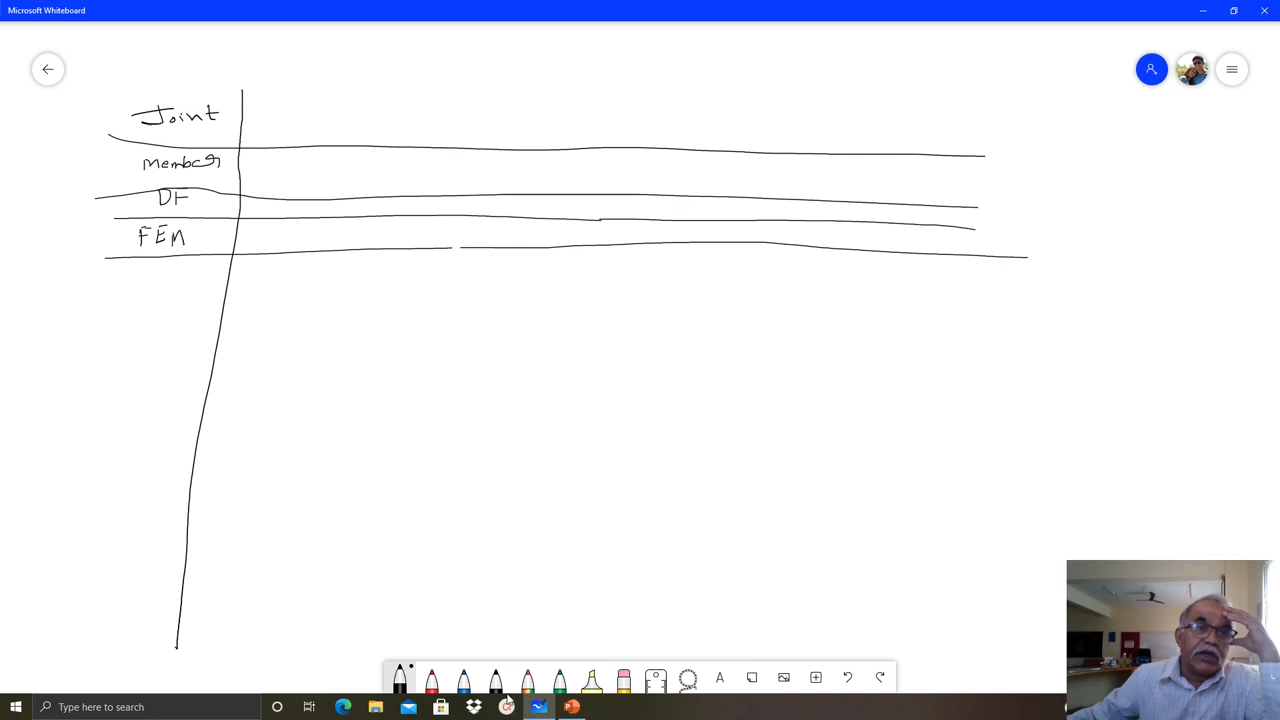 Microsoft Whiteboard
Joint
member
DF
FEM
A
Type here to search